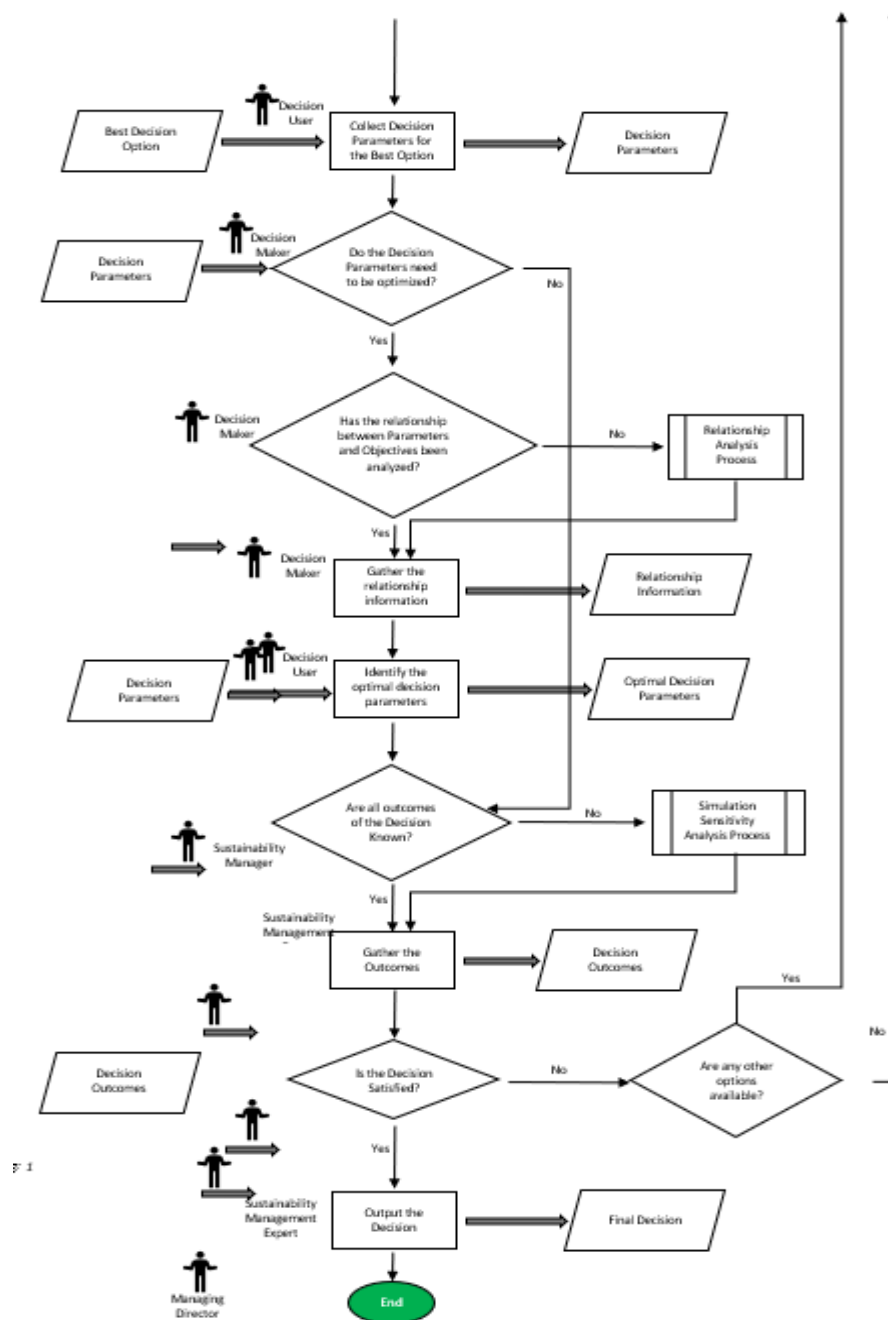 Decision
User
Best Decision
Option
Collect Decision
Parameters for
the Best Option
Decision
Parameters
Decision
Maker
Decision
Parameters
Do the Decision
Parameters need
to be optimized?
No
Yes
Decision
Maker
Has the relationship
between Parameters
and Objectives been
analyzed?
No
Relationship
Analysis
Process
Yes
Decision
Maker
Gather the
relationship
information
Relationship
Information
Decision
User
Decision
Parameters
Identify the
optimal decision
parameters
Optimal Decision
Parameters
Are all outcomes
of the Decision
Known?
No
Simulation
Sensitivity
Analysis Process
Sustainability
Manager
Yes
Sustainability
Management
Gather the
Outcomes
Decision
Outcomes
Yes
No
Decision
Outcomes
Is the Decision
Satisfied?
No
Are any other
options
available?
Yes
1
Sustainability
Management
Expert
Output the
Decision
Final Decision
Managing
Director
End